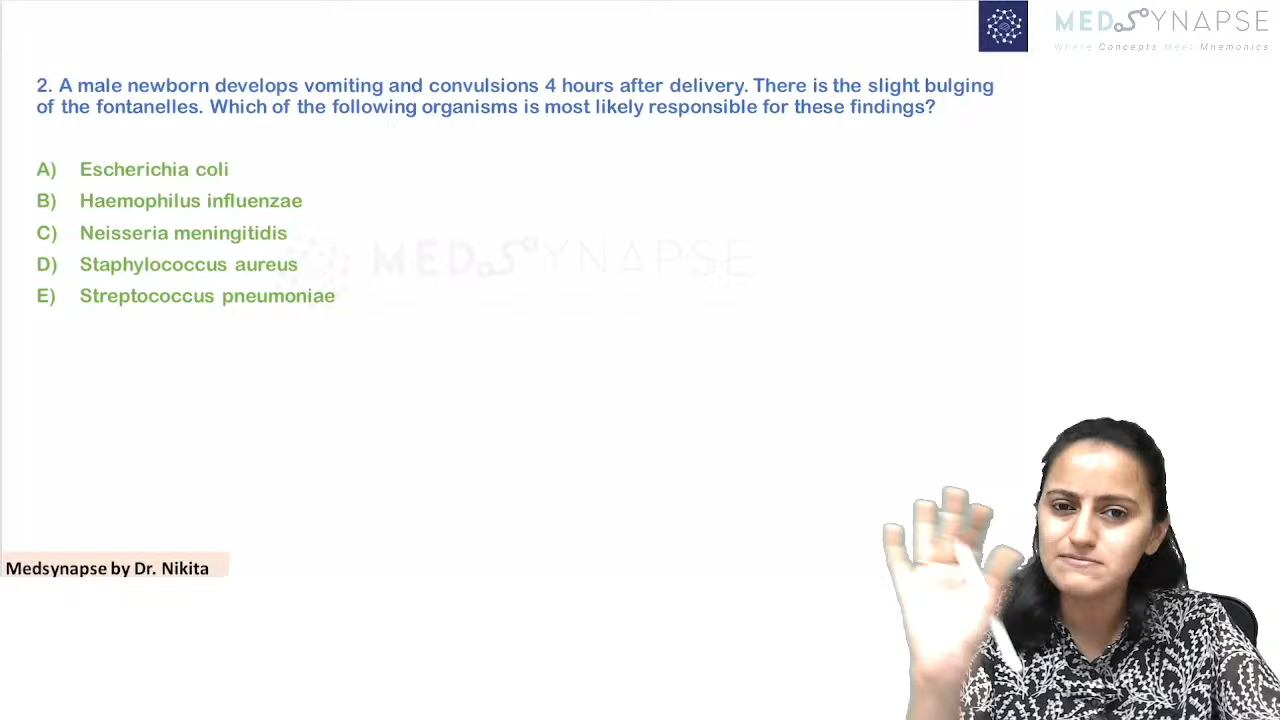 MEDSYNAPSE
Where Concepts Meet Mnemonics
2. A male newborn develops vomiting and convulsions 4 hours after delivery. There is the slight bulging
of the fontanelles. Which of the following organisms is most likely responsible for these findings?
A) Escherichia coli
B) Haemophilus influenzae
C) Neisseria meningitidis
D) Staphylococcus aureus
E) Streptococcus pneumoniae
MEDSYNAPSE
Medsynapse by Dr. Nikita